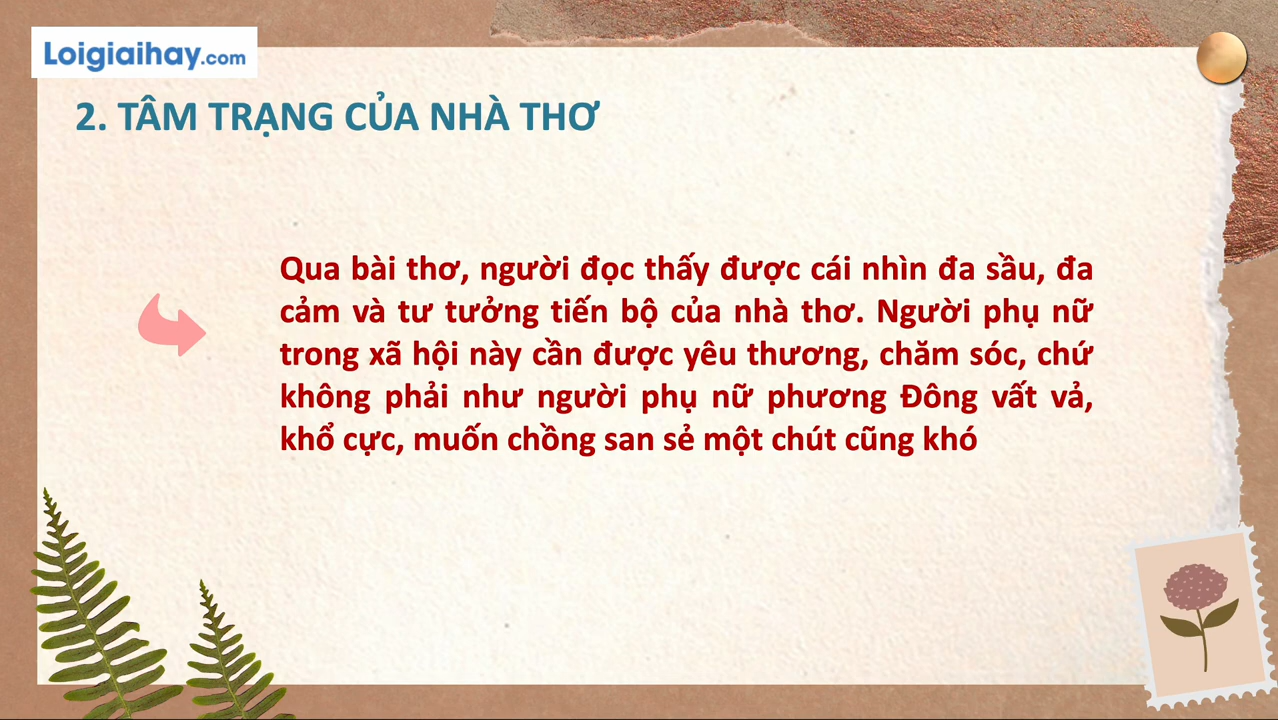 Loigiaihay.com
2. TÂM TRẠNG CỦA NHÀ THƠ
Qua bài thơ, người đọc thấy được cái nhìn đa sầu, đa
cảm và tư tưởng tiến bộ của nhà thơ. Người phụ nữ
trong xã hội này cần được yêu thương, chăm sóc, chứ
không phải như người phụ nữ phương Đông vất vả,
khổ cực, muốn chồng san sẻ một chút cũng khó